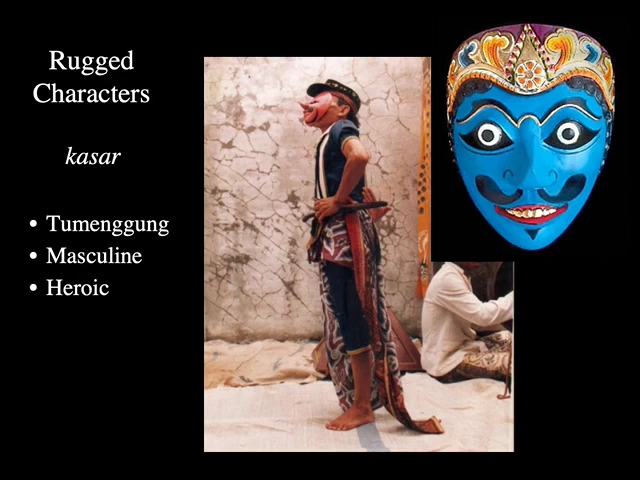 Rugged
Characters
kasar
• Tumenggung
• Masculine
• Heroic